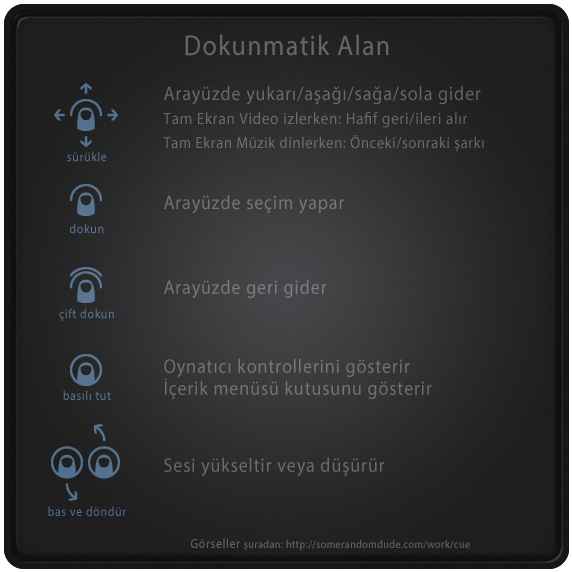 Dokunmatik Alan
sürükle
Arayüzde yukarı/aşağı/sağa/sola gider
Tam Ekran Video izlerken: Hafif geri/ileri alır
Tam Ekran Müzik dinlerken: Önceki/sonraki şarkı
dokun
Arayüzde seçim yapar
çift dokun
Arayüzde geri gider
basılı tut
Oynatıcı kontrollerini gösterir
İçerik menüsü kutusunu gösterir
bas ve döndür
Sesi yükseltir veya düşürür
Görseller şuradan: http://somerandomdude.com/work/cue